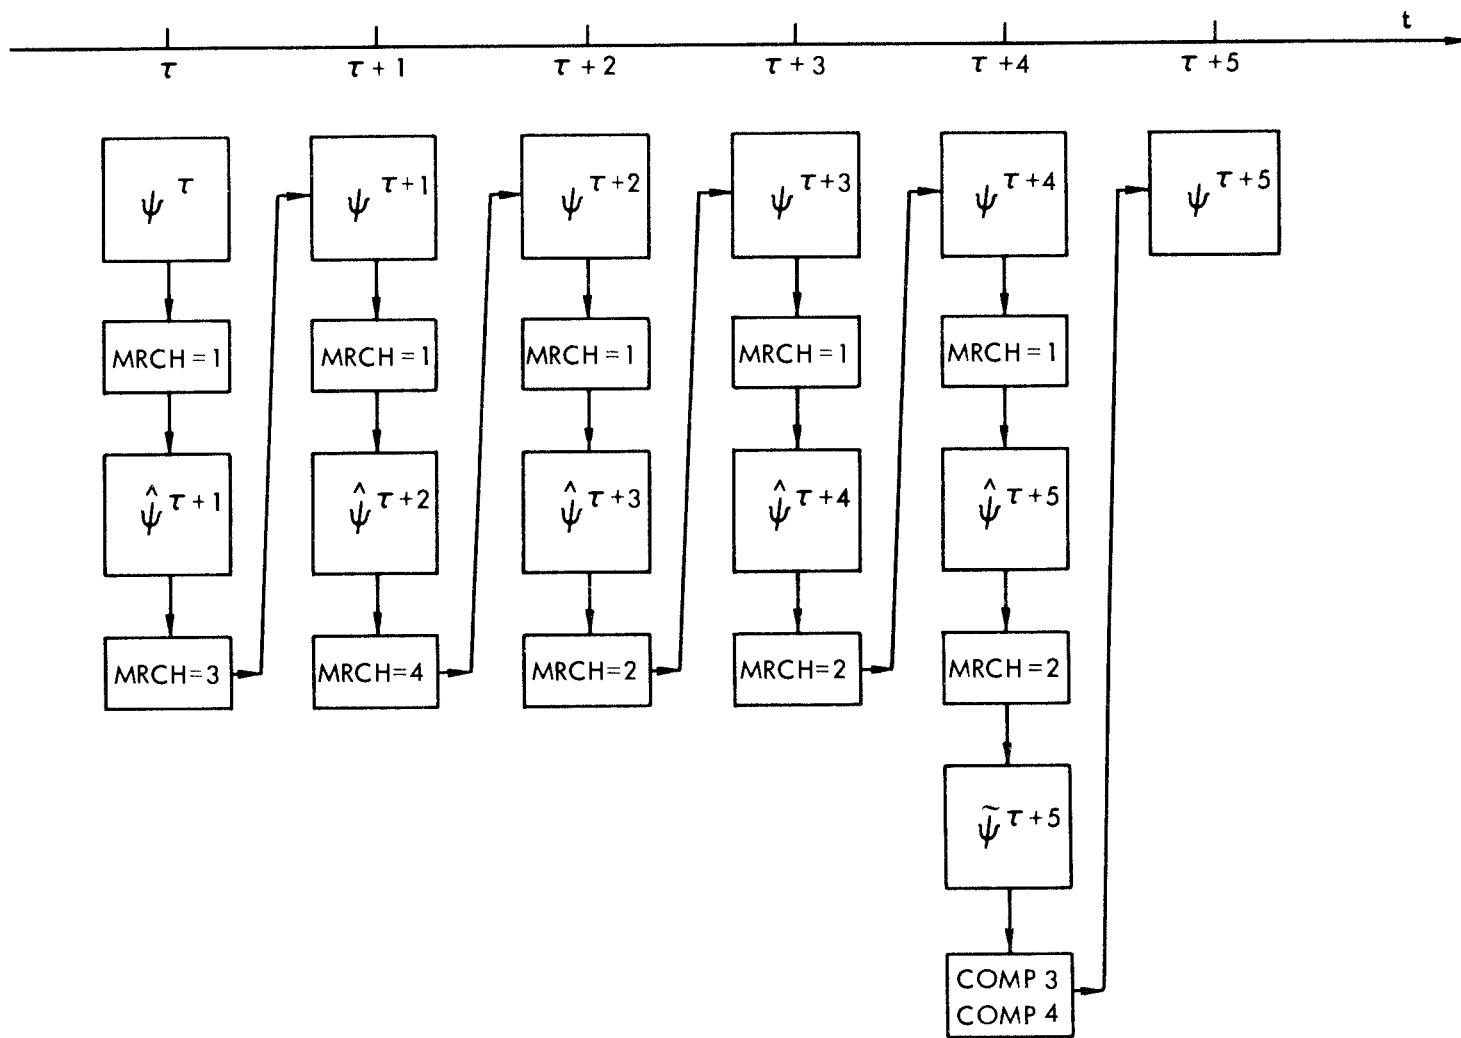 t
τ τ + 1 τ + 2 τ + 3 τ + 4 τ + 5
ψ^τ ψ^τ+1 ψ^τ+2 ψ^τ+3 ψ^τ+4 ψ^τ+5
MRCH = 1 MRCH = 1 MRCH = 1 MRCH = 1 MRCH = 1
ψ̂^τ+1 ψ̂^τ+2 ψ̂^τ+3 ψ̂^τ+4 ψ̂^τ+5
MRCH=3 MRCH=4 MRCH=2 MRCH=2 MRCH=2
ψ̃^τ+5
COMP 3
COMP 4